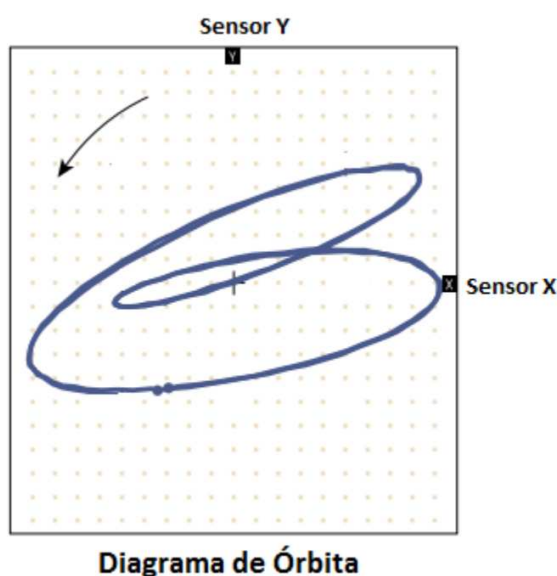 Sensor Y
Y
X Sensor X
Diagrama de Órbita